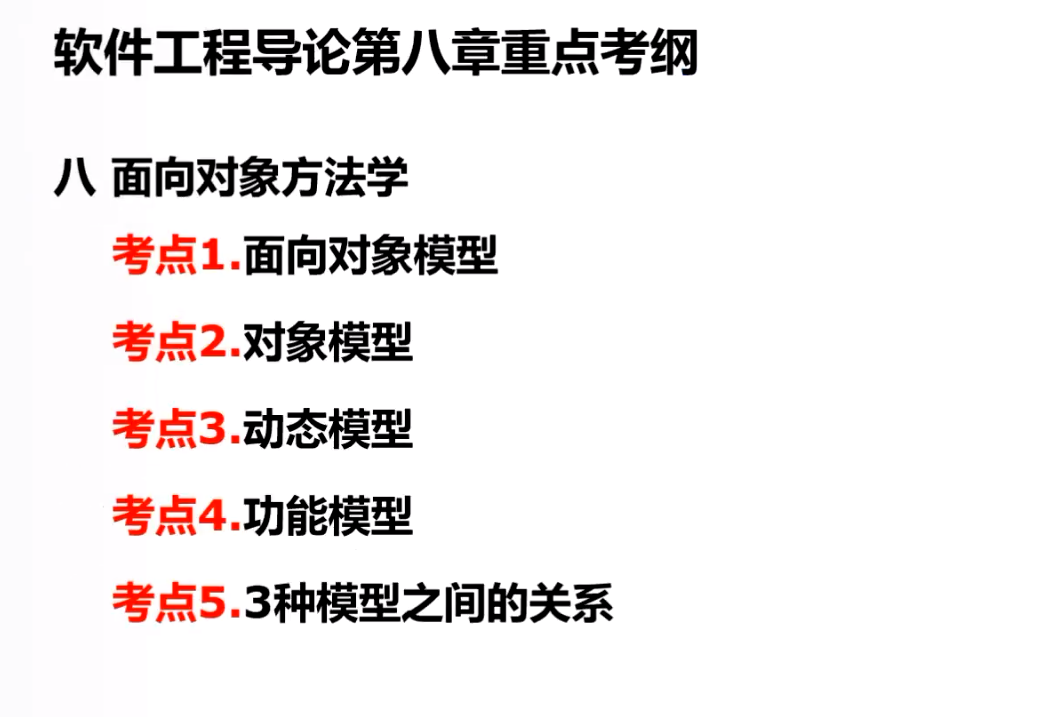 软件工程导论第八章重点考纲
八 面向对象方法学
考点1.面向对象模型
考点2.对象模型
考点3.动态模型
考点4.功能模型
考点5.3种模型之间的关系